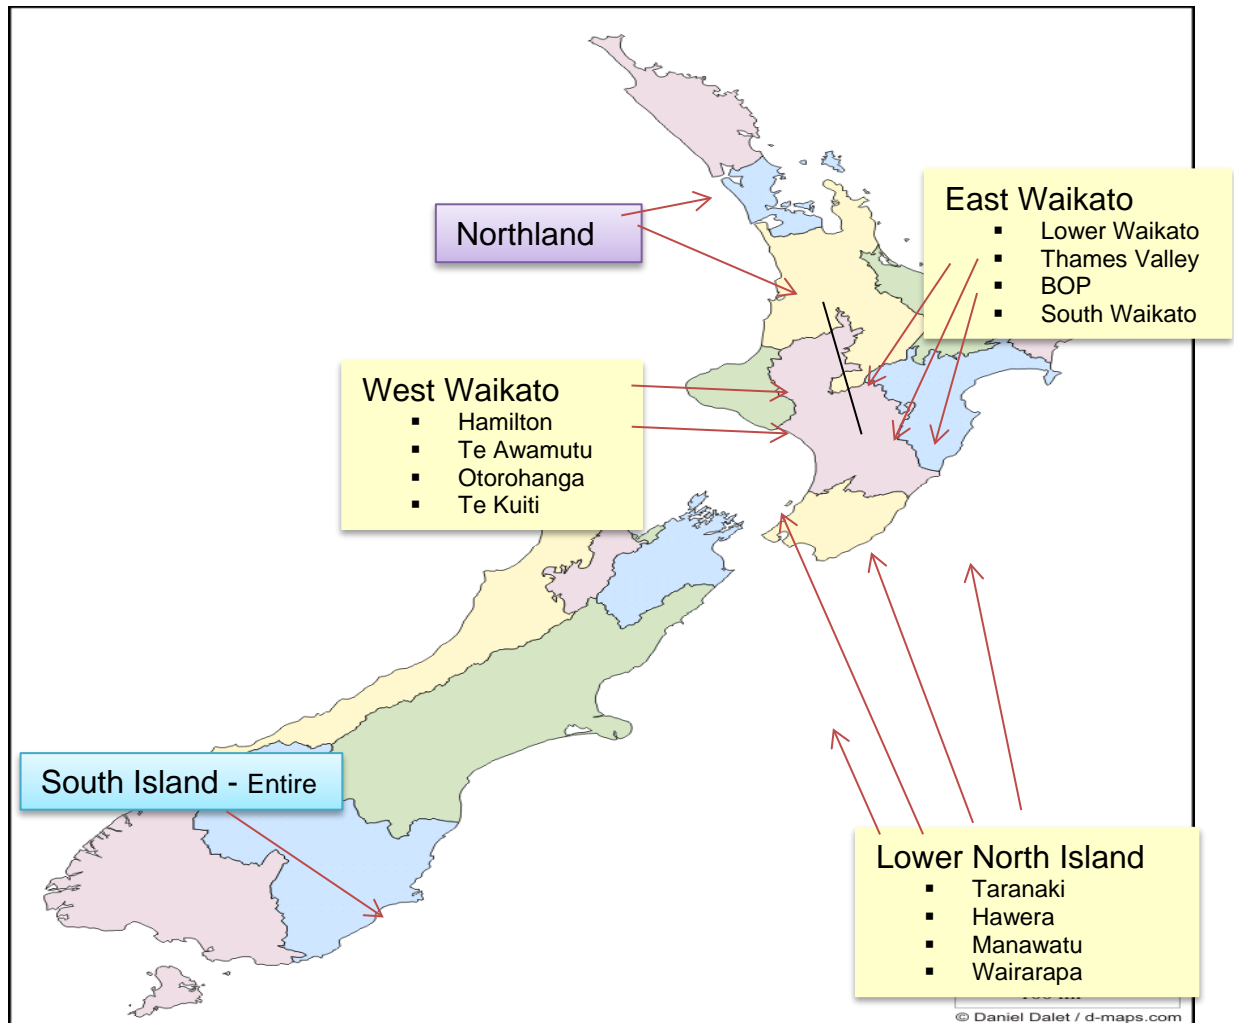 Northland
East Waikato
▪ Lower Waikato
▪ Thames Valley
▪ BOP
▪ South Waikato
West Waikato
▪ Hamilton
▪ Te Awamutu
▪ Otorohanga
▪ Te Kuiti
South Island - Entire
Lower North Island
▪ Taranaki
▪ Hawera
▪ Manawatu
▪ Wairarapa
© Daniel Dalet / d-maps.com